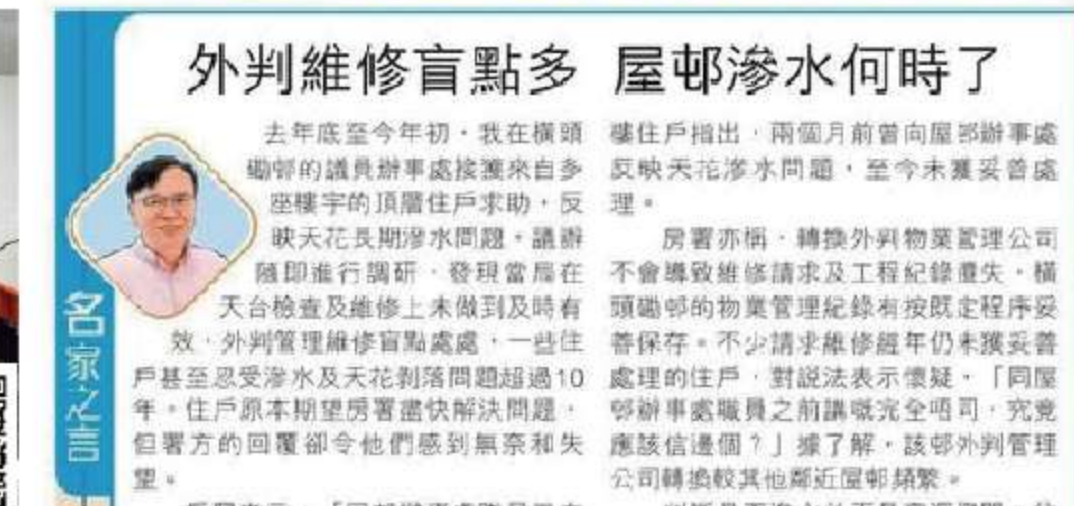 外判維修盲點多 屋邨滲水何時了
名家之言
去年底至今年初,我在橫頭
磡邨的議員辦事處接獲來自多
座樓宇的頂層住戶求助,反
映天花長期滲水問題。議辦
隨即進行調研,發現當局在
天台檢查及維修上未做到及時有
效,外判管理維修盲點處處,一些住
戶甚至忍受滲水及天花剝落問題超過10
年。住戶原本期望房署盡快解決問題,
但署方的回覆卻令他們感到無奈和失
望。
樓住戶指出,兩個月前曾向屋邨辦事處
反映天花滲水問題,至今未獲妥善處
理。
房署亦稱,轉換外判物業管理公司
不會導致維修請求及工程紀錄遺失。橫
頭磡邨的物業管理紀錄有按既定程序妥
善保存。不少請求維修經年仍未獲妥善
處理的住戶,對說法表示懷疑。「同屋
邨辦事處職員之前講嘅完全唔同,究竟
應該信邊個?」據了解,該邨外判管理
公司轉換較其他鄰近屋邨頻繁。